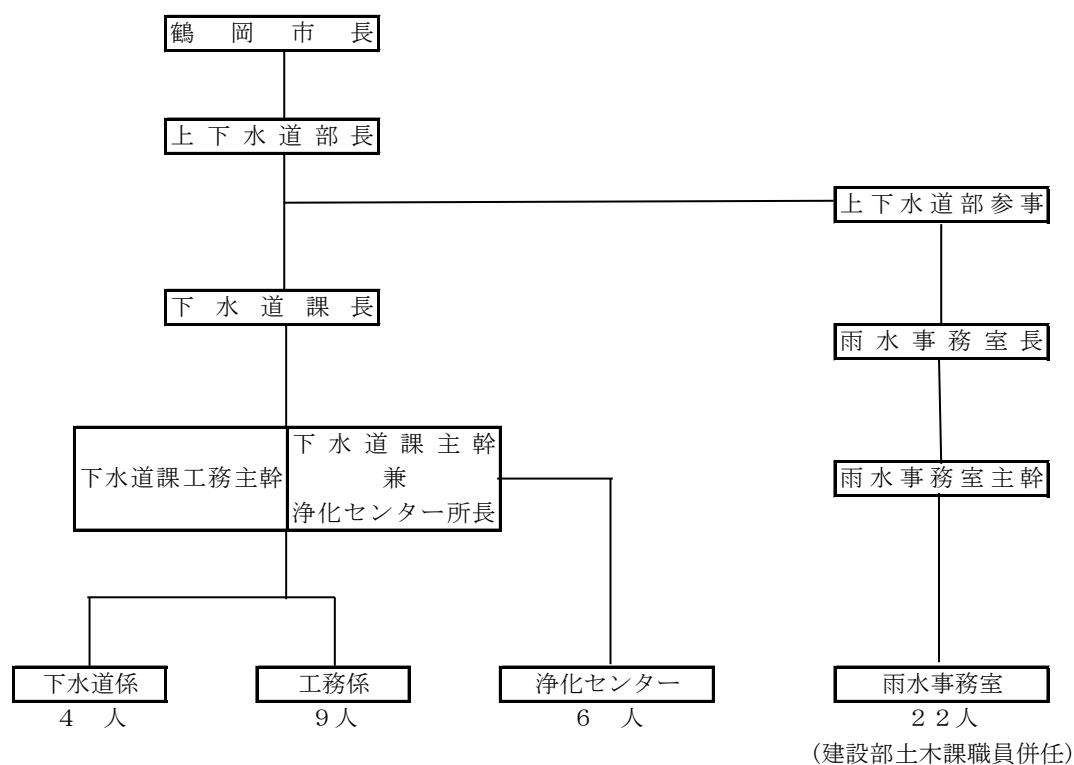 鶴岡市長
上下水道部長
上下水道部参事
下水道課長
雨水事務室長
下水道課工務主幹
下水道課主幹
兼
浄化センター所長
雨水事務室主幹
下水道係
工務係
浄化センター
雨水事務室
４　人
９人
６　人
２２人
(建設部土木課職員併任)